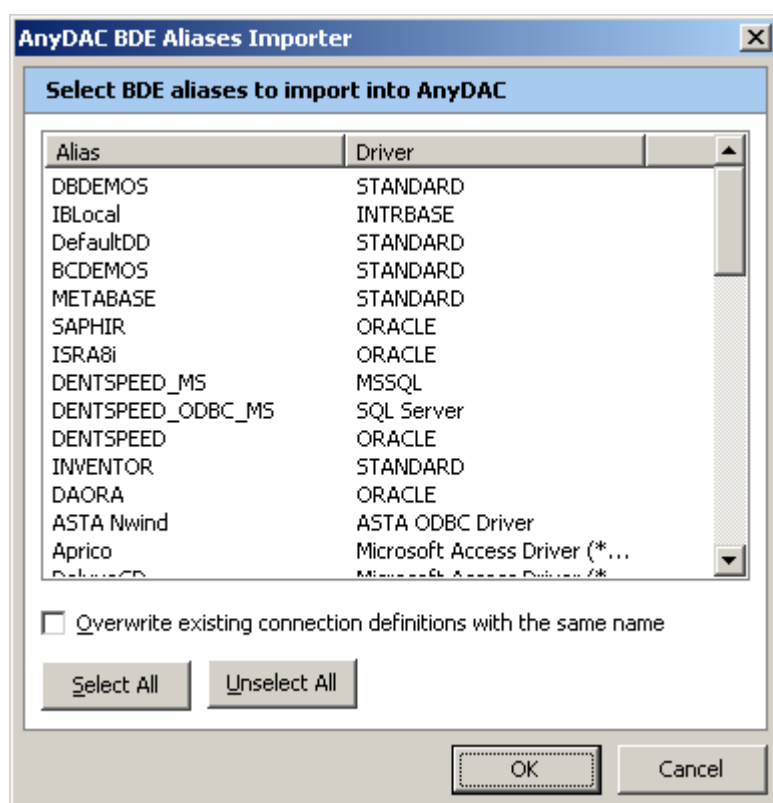 AnyDAC BDE Aliases Importer
Select BDE aliases to import into AnyDAC
Alias Driver
DBDEMOS STANDARD
IBLocal INTRBASE
DefaultDD STANDARD
BCDEMOS STANDARD
METABASE STANDARD
SAPHIR ORACLE
ISRA8i ORACLE
DENTSPEED_MS MSSQL
DENTSPEED_ODBC_MS SQL Server
DENTSPEED ORACLE
INVENTOR STANDARD
DAORA ORACLE
ASTA Nwind ASTA ODBC Driver
Aprico Microsoft Access Driver (*...
Microsoft Access Driver (*
Overwrite existing connection definitions with the same name
Select All Unselect All
OK Cancel